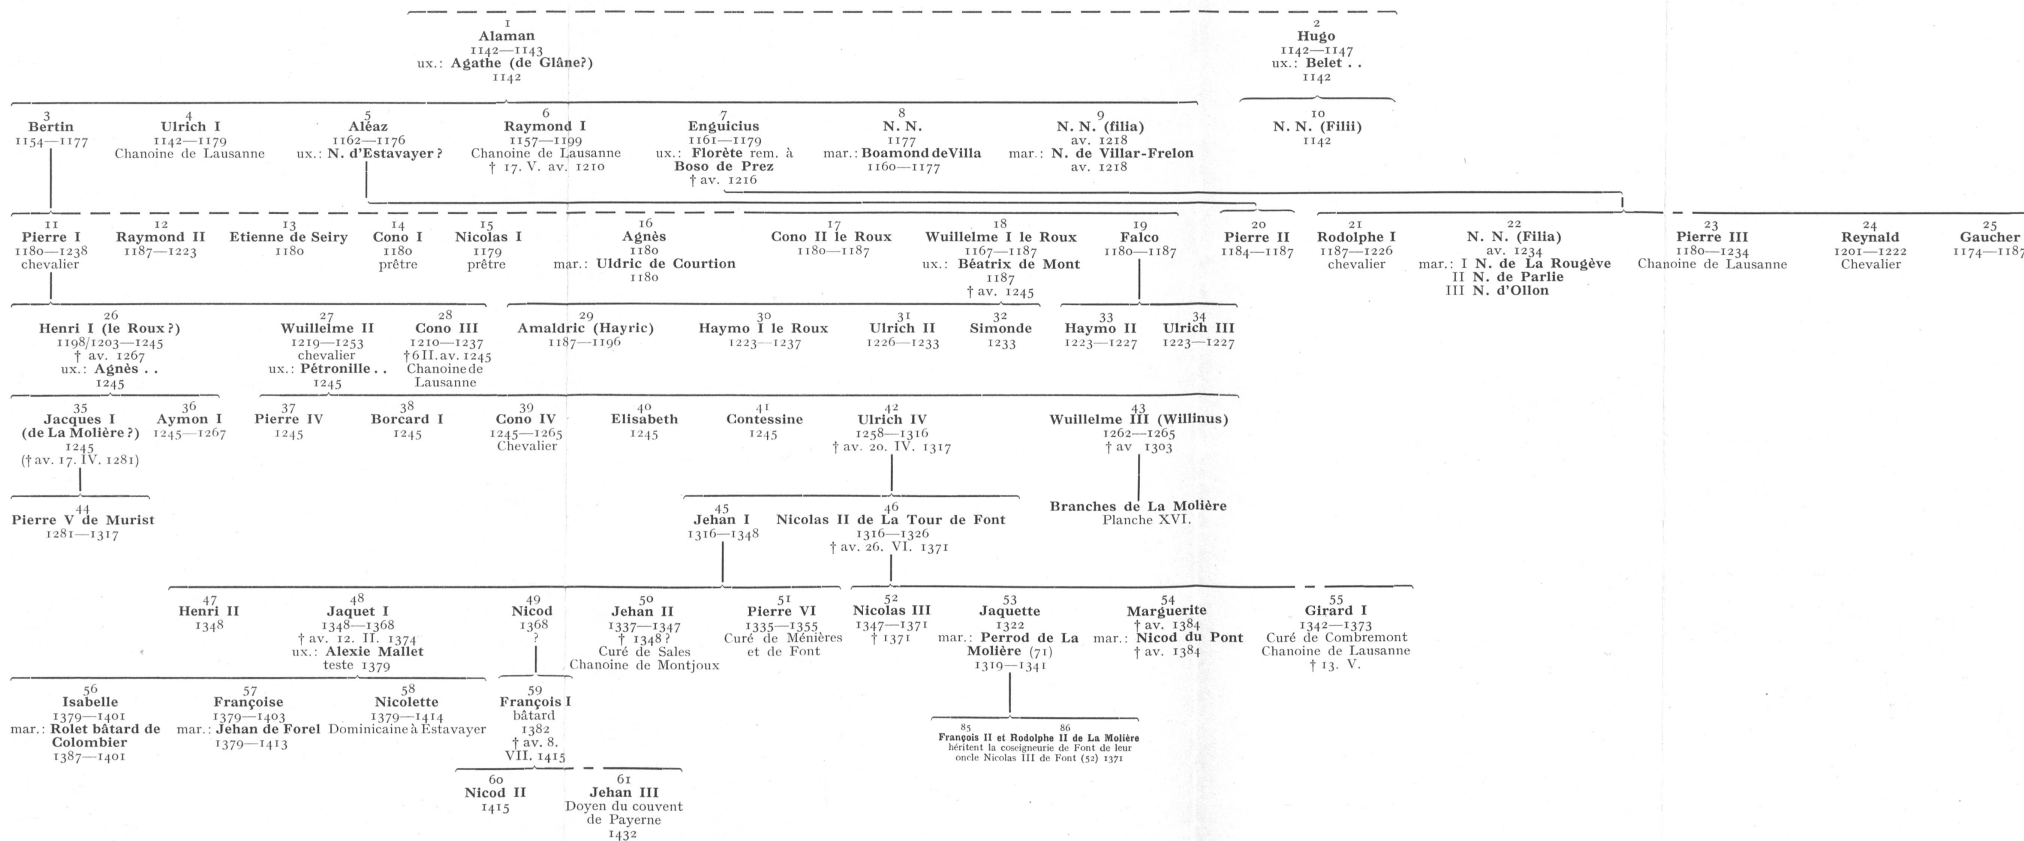 1
Alaman
1142—1143
ux.: Agathe (de Glâne?)
1142
2
Hugo
1142—1147
ux.: Belet . .
1142
3
Bertin
1154—1177
4
Ulrich I
1142—1179
Chanoine de Lausanne
5
Aléaz
1162—1176
ux.: N. d'Estavayer ?
6
Raymond I
1157—1199
Chanoine de Lausanne
† 17. V. av. 1210
7
Enguicius
1161—1179
ux.: Florète rem. à
Boso de Prez
† av. 1216
8
N. N.
1177
mar.: Boamond de Villa
1160—1177
9
N. N. (filia)
av. 1218
mar.: N. de Villar-Frelon
av. 1218
10
N. N. (Filii)
1142
11
Pierre I
1180—1238
chevalier
12
Raymond II
1187—1223
13
Etienne de Seiry
1180
14
Cono I
1180
prêtre
15
Nicolas I
1179
prêtre
16
Agnès
1180
mar.: Uldric de Courtion
1180
17
Cono II le Roux
1180—1187
18
Wuillelme I le Roux
1167—1187
ux.: Béatrix de Mont
1187
† av. 1245
19
Falco
1180—1187
20
Pierre II
1184—1187
21
Rodolphe I
1187—1226
chevalier
22
N. N. (Filia)
av. 1234
mar.: I N. de La Rougève
II N. de Parlie
III N. d'Ollon
23
Pierre III
1180—1234
Chanoine de Lausanne
24
Reynald
1201—1222
Chevalier
25
Gaucher
1174—1187
26
Henri I (le Roux ?)
1198/1203—1245
† av. 1267
ux.: Agnès . .
1245
27
Wuillelme II
1219—1253
chevalier
ux.: Pétronille . .
1245
28
Cono III
1210—1237
† 6 II. av. 1245
Chanoine de
Lausanne
29
Amaldric (Hayric)
1187—1196
30
Haymo I le Roux
1223—1237
31
Ulrich II
1226—1233
32
Simonde
1233
33
Haymo II
1223—1227
34
Ulrich III
1223—1227
35
Jacques I
(de La Molière ?)
1245
(† av. 17. IV. 1281)
36
Aymon I
1245—1267
37
Pierre IV
1245
38
Borcard I
1245
39
Cono IV
1245—1265
Chevalier
40
Elisabeth
1245
41
Contessine
1245
42
Ulrich IV
1258—1316
† av. 20. IV. 1317
43
Wuillelme III (Willinus)
1262—1265
† av 1303
44
Pierre V de Murist
1281—1317
45
Jehan I
1316—1348
46
Nicolas II de La Tour de Font
1316—1326
† av. 26. VI. 1371
Branches de La Molière
Planche XVI.
47
Henri II
1348
48
Jaquet I
1348—1368
† av. 12. II. 1374
ux.: Alexie Mallet
teste 1379
49
Nicod
1368
?
50
Jehan II
1337—1347
† 1348 ?
Curé de Sales
Chanoine de Montjoux
51
Pierre VI
1335—1355
Curé de Ménières
et de Font
52
Nicolas III
1347—1371
† 1371
53
Jaquette
1322
mar.: Perrod de La
Molière (71)
1319—1341
54
Marguerite
† av. 1384
mar.: Nicod du Pont
† av. 1384
55
Girard I
1342—1373
Curé de Combremont
Chanoine de Lausanne
† 13. V.
56
Isabelle
1379—1401
mar.: Rolet bâtard de
Colombier
1387—1401
57
Françoise
1379—1403
mar.: Jehan de Forel
1379—1413
58
Nicolette
1379—1414
Dominicaine à Estavayer
59
François I
bâtard
1382
† av. 8.
VII. 1415
85 86
François II et Rodolphe II de La Molière
héritent la coseigneurie de Font de leur
oncle Nicolas III de Font (52) 1371
60
Nicod II
1415
61
Jehan III
Doyen du couvent
de Payerne
1432